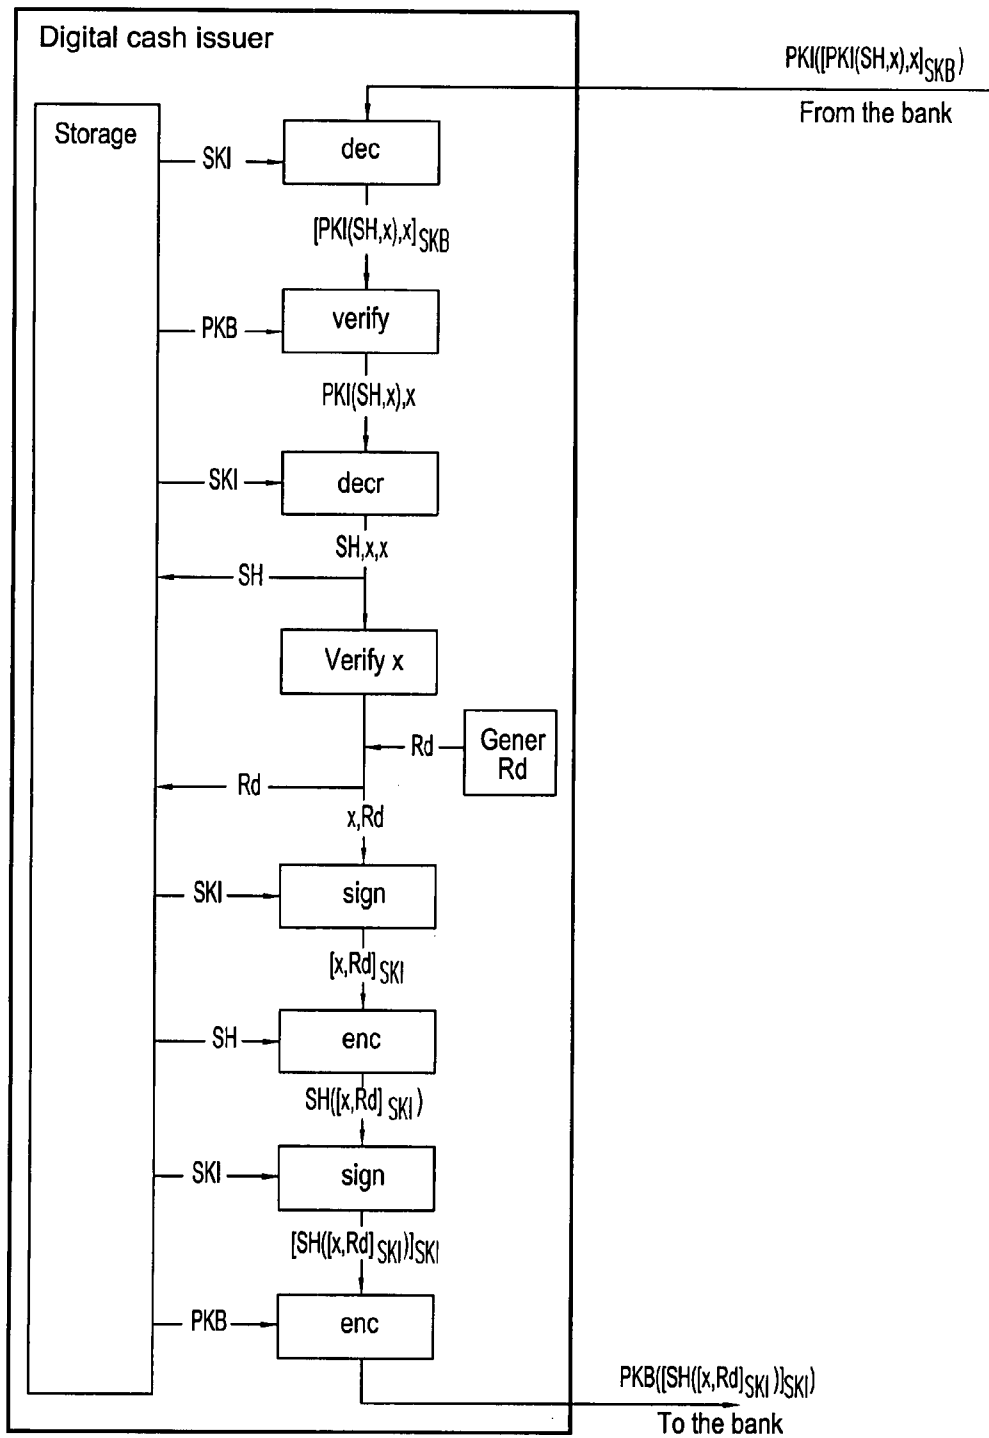 Digital cash issuer
PKI([PKI(SH,x),x]SKB)
From the bank
Storage
SKI
dec
[PKI(SH,x),x]SKB
PKB
verify
PKI(SH,x),x
SKI
decr
SH,x,x
SH
Verify x
Rd
Gener
Rd
Rd
x,Rd
SKI
sign
[x,Rd]SKI
SH
enc
SH([x,Rd]SKI)
SKI
sign
[SH([x,Rd]SKI)]SKI
PKB
enc
PKB([SH([x,Rd]SKI)]SKI)
To the bank